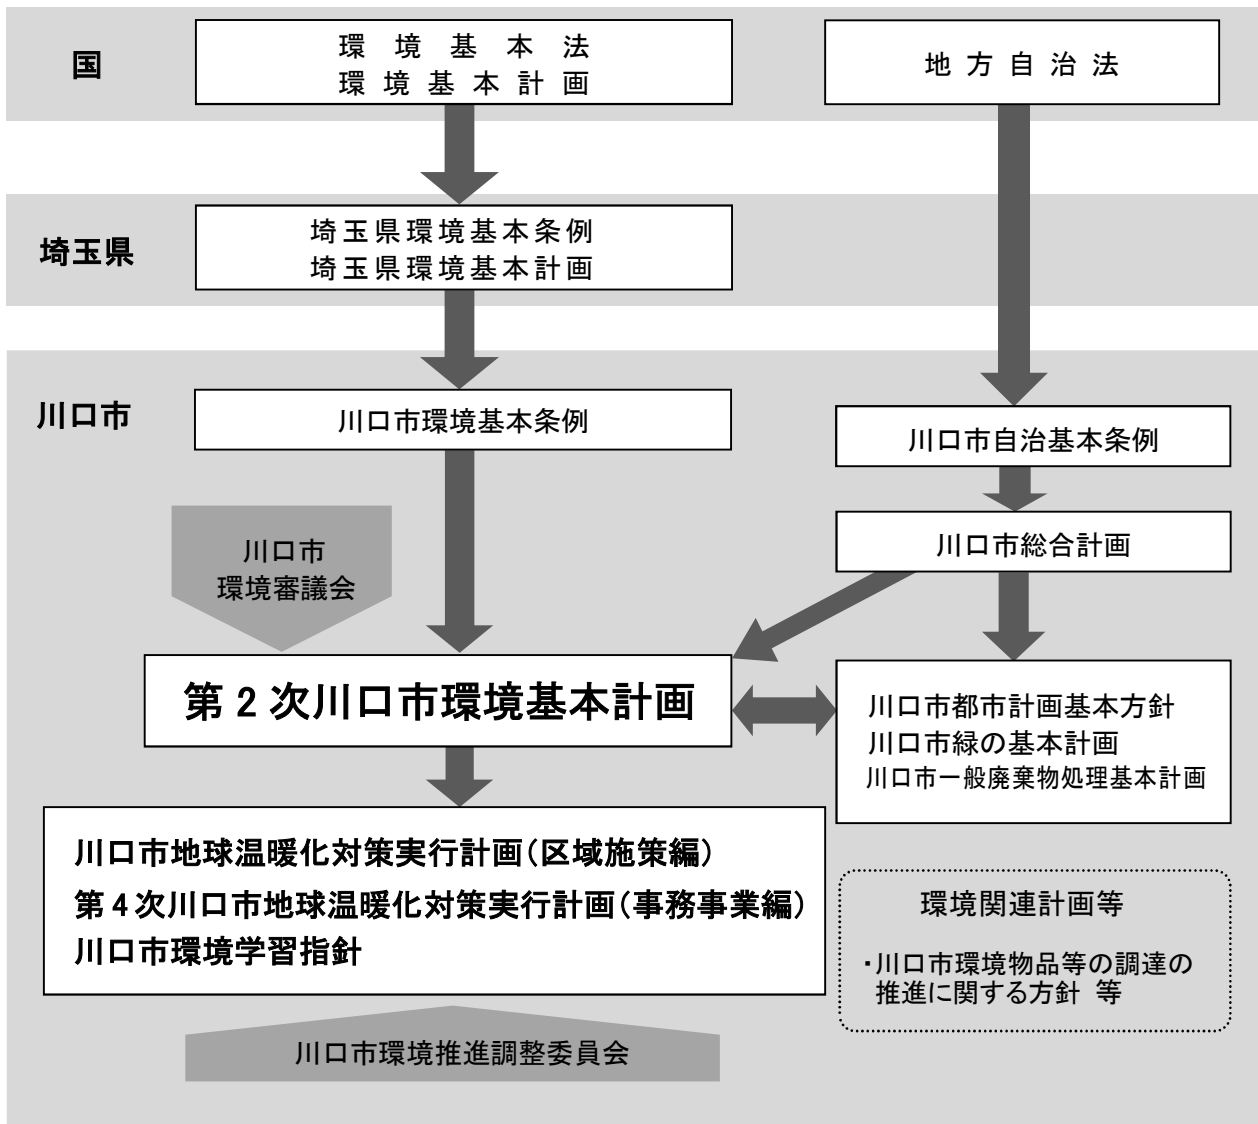 国
環境基本法
環境基本計画
地方自治法
埼玉県
埼玉県環境基本条例
埼玉県環境基本計画
川口市
川口市環境基本条例
川口市自治基本条例
川口市総合計画
川口市
環境審議会
第2次川口市環境基本計画
川口市都市計画基本方針
川口市緑の基本計画
川口市一般廃棄物処理基本計画
川口市地球温暖化対策実行計画(区域施策編)
第4次川口市地球温暖化対策実行計画(事務事業編)
川口市環境学習指針
環境関連計画等
・川口市環境物品等の調達の
推進に関する方針 等
川口市環境推進調整委員会